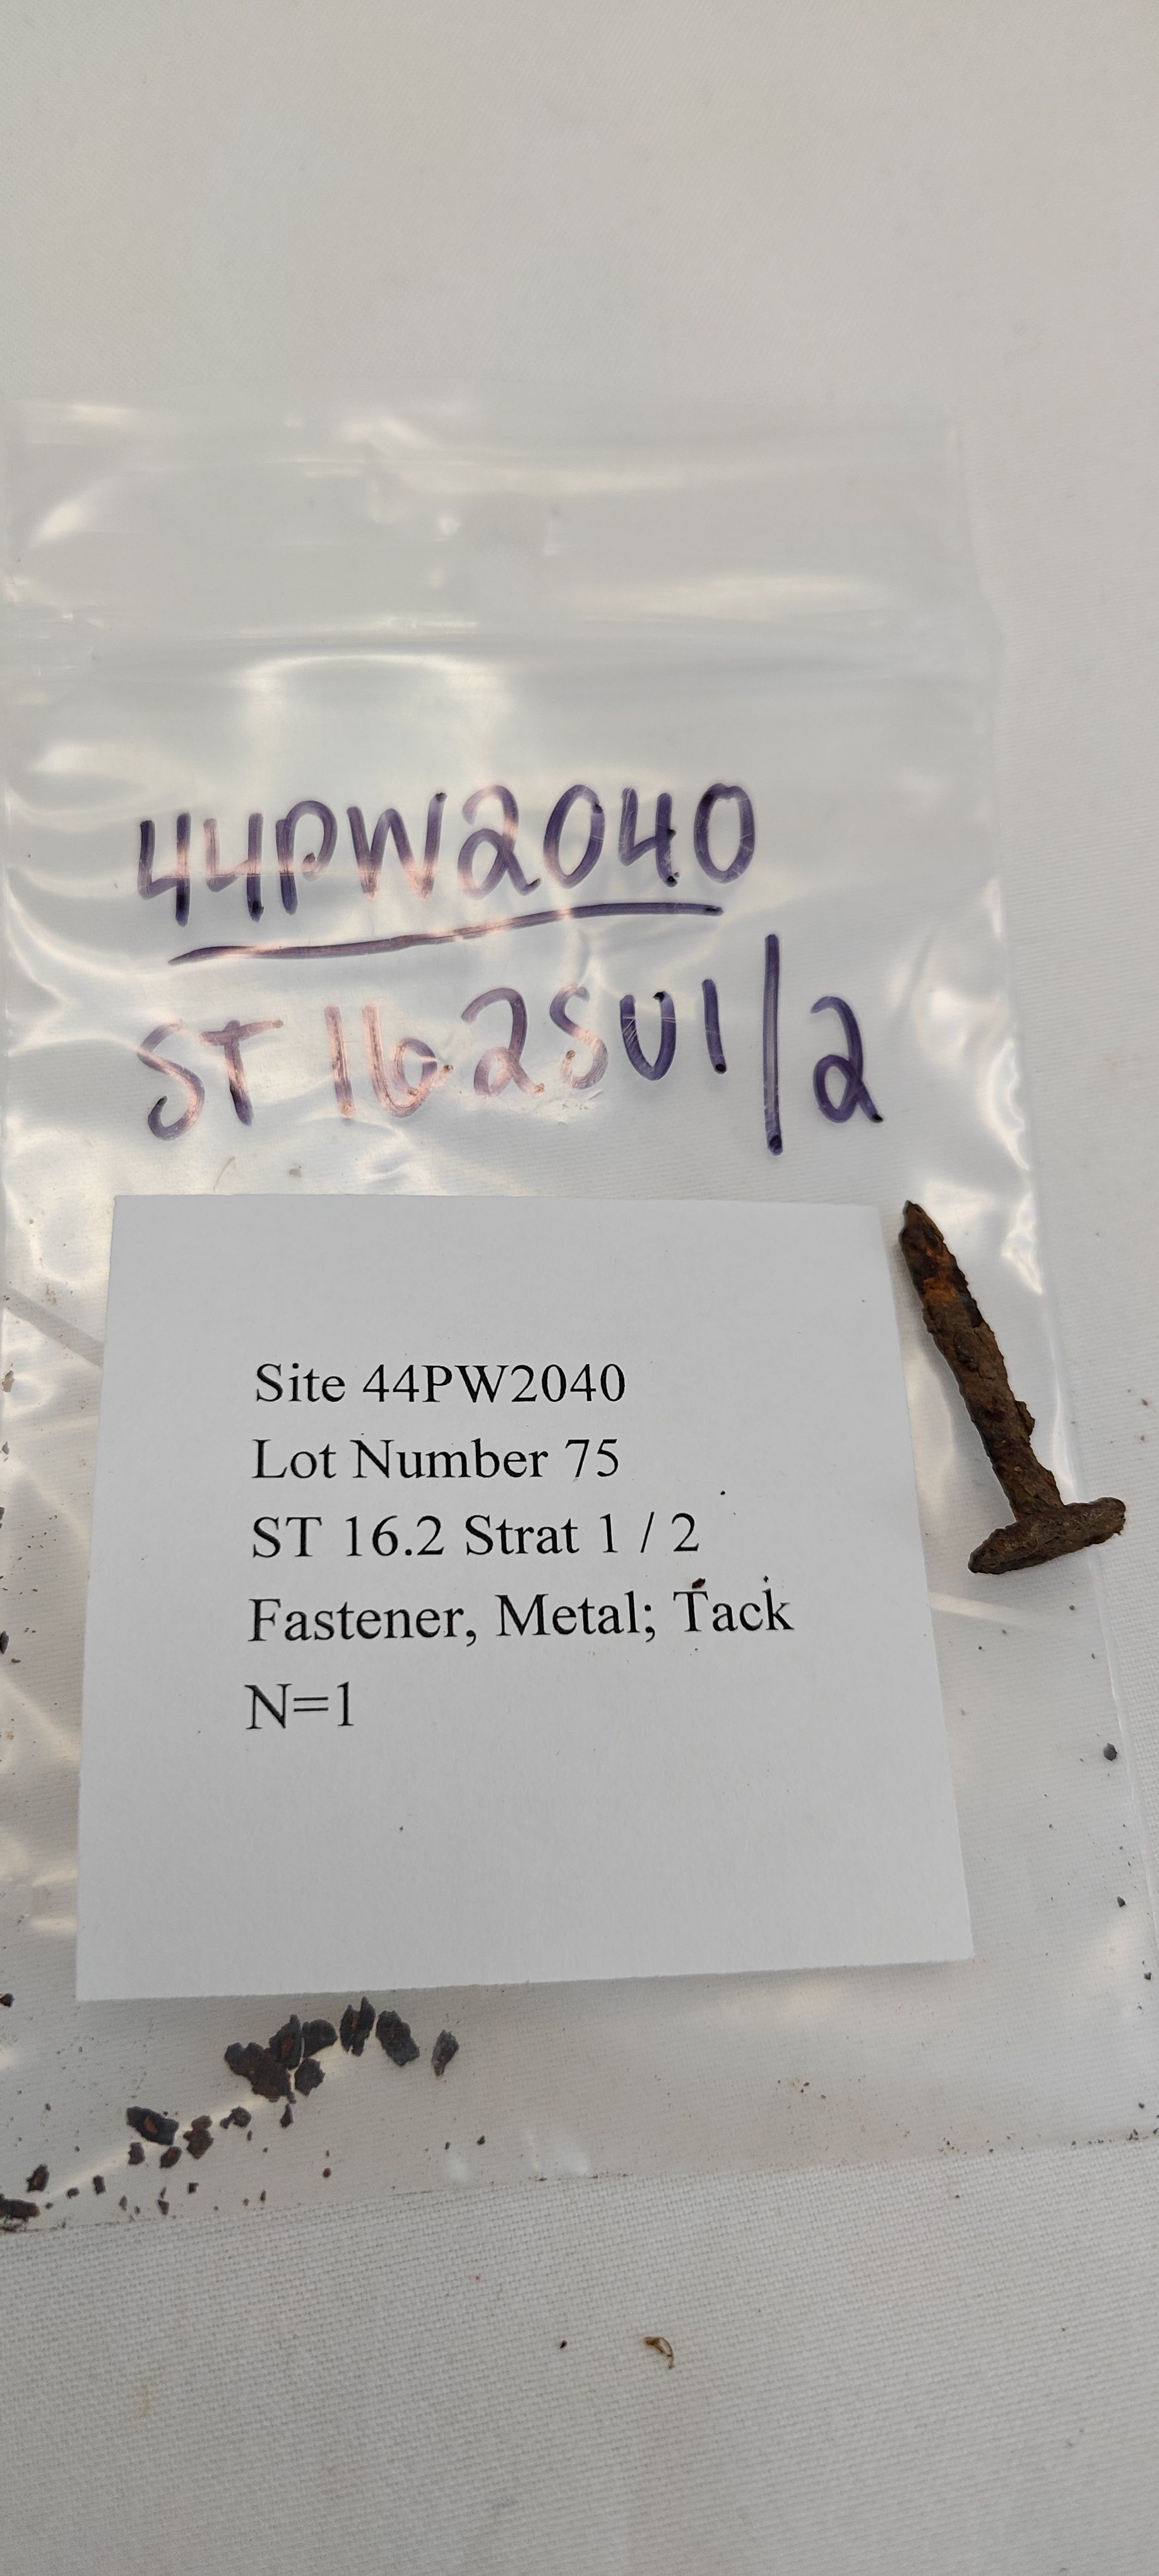 44PW2040
ST 16.2 SU1/2
Site 44PW2040
Lot Number 75
ST 16.2 Strat 1 / 2
Fastener, Metal; Tack
N=1